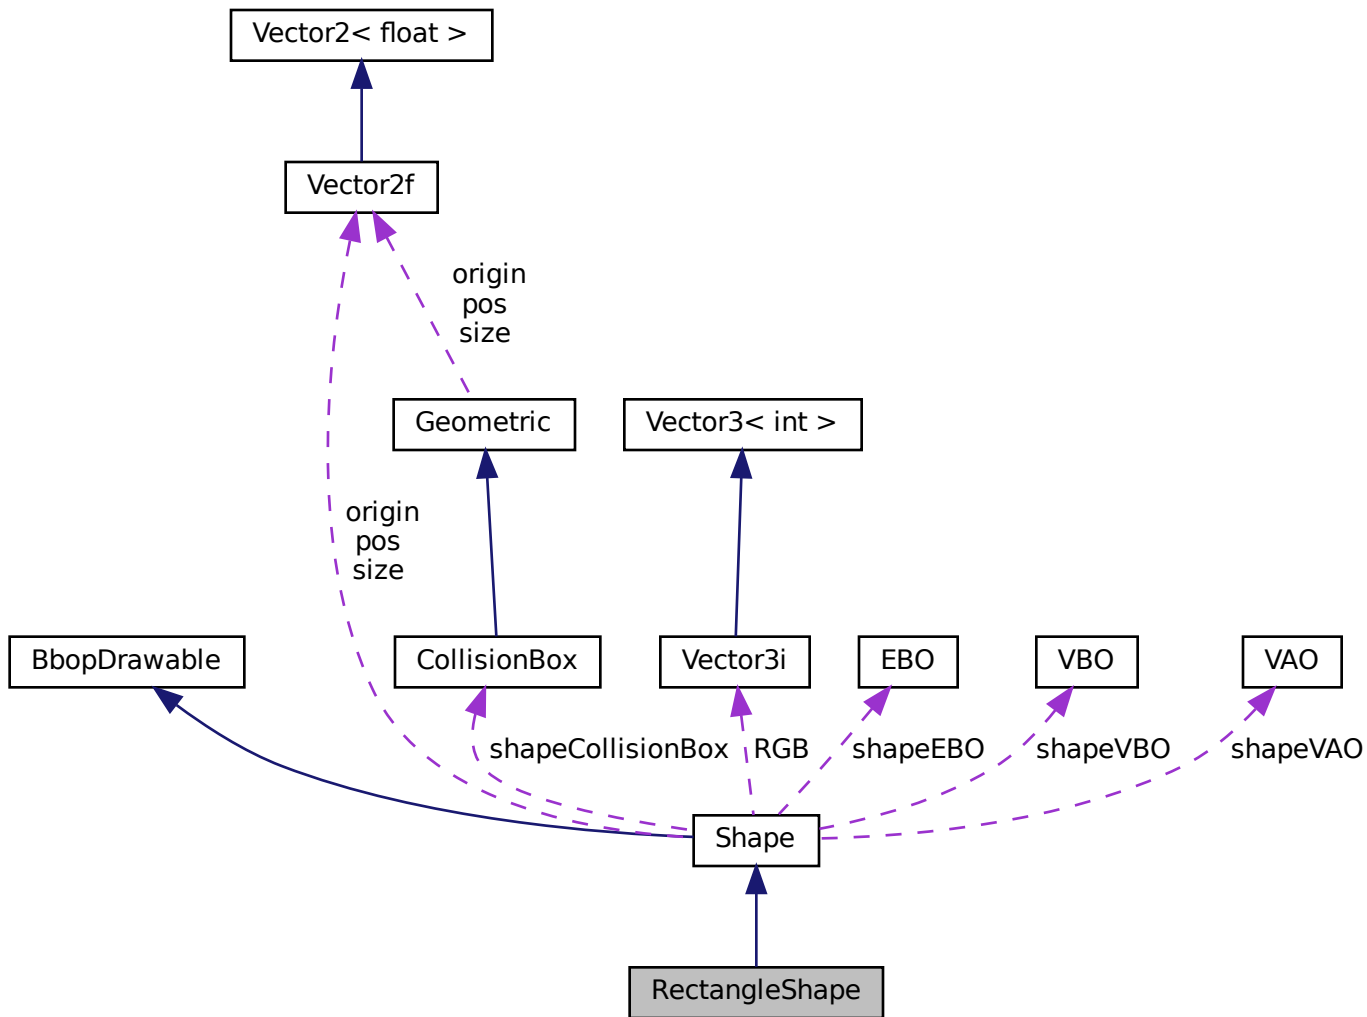 Vector2< float >
Vector2f
origin
pos
size
Geometric
Vector3< int >
origin
pos
size
BbopDrawable
CollisionBox
Vector3i
EBO
VBO
VAO
shapeCollisionBox
RGB
shapeEBO
shapeVBO
shapeVAO
Shape
RectangleShape